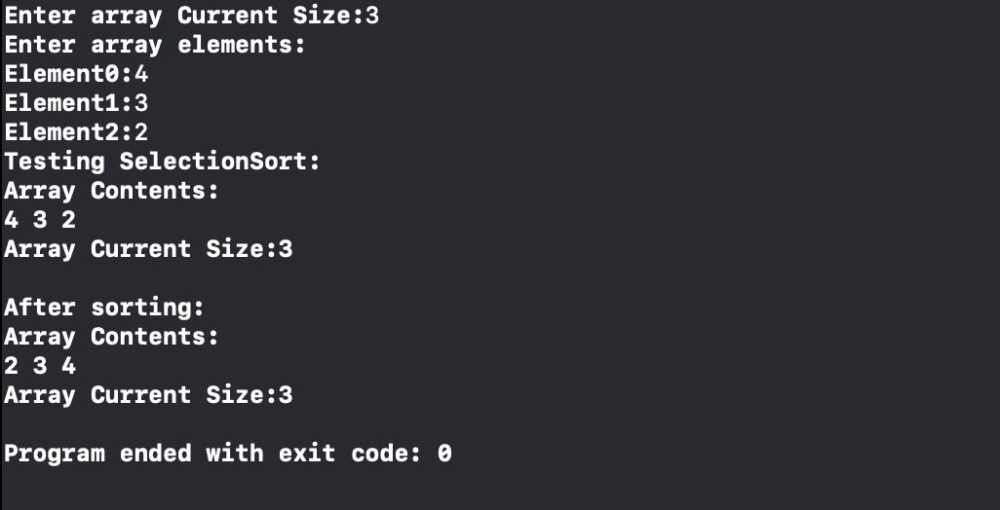 Enter array Current Size:3
Enter array elements:
Element0:4
Element1:3
Element2:2
Testing SelectionSort:
Array Contents:
4 3 2
Array Current Size:3
After sorting:
Array Contents:
2 3 4
Array Current Size:3
Program ended with exit code: 0